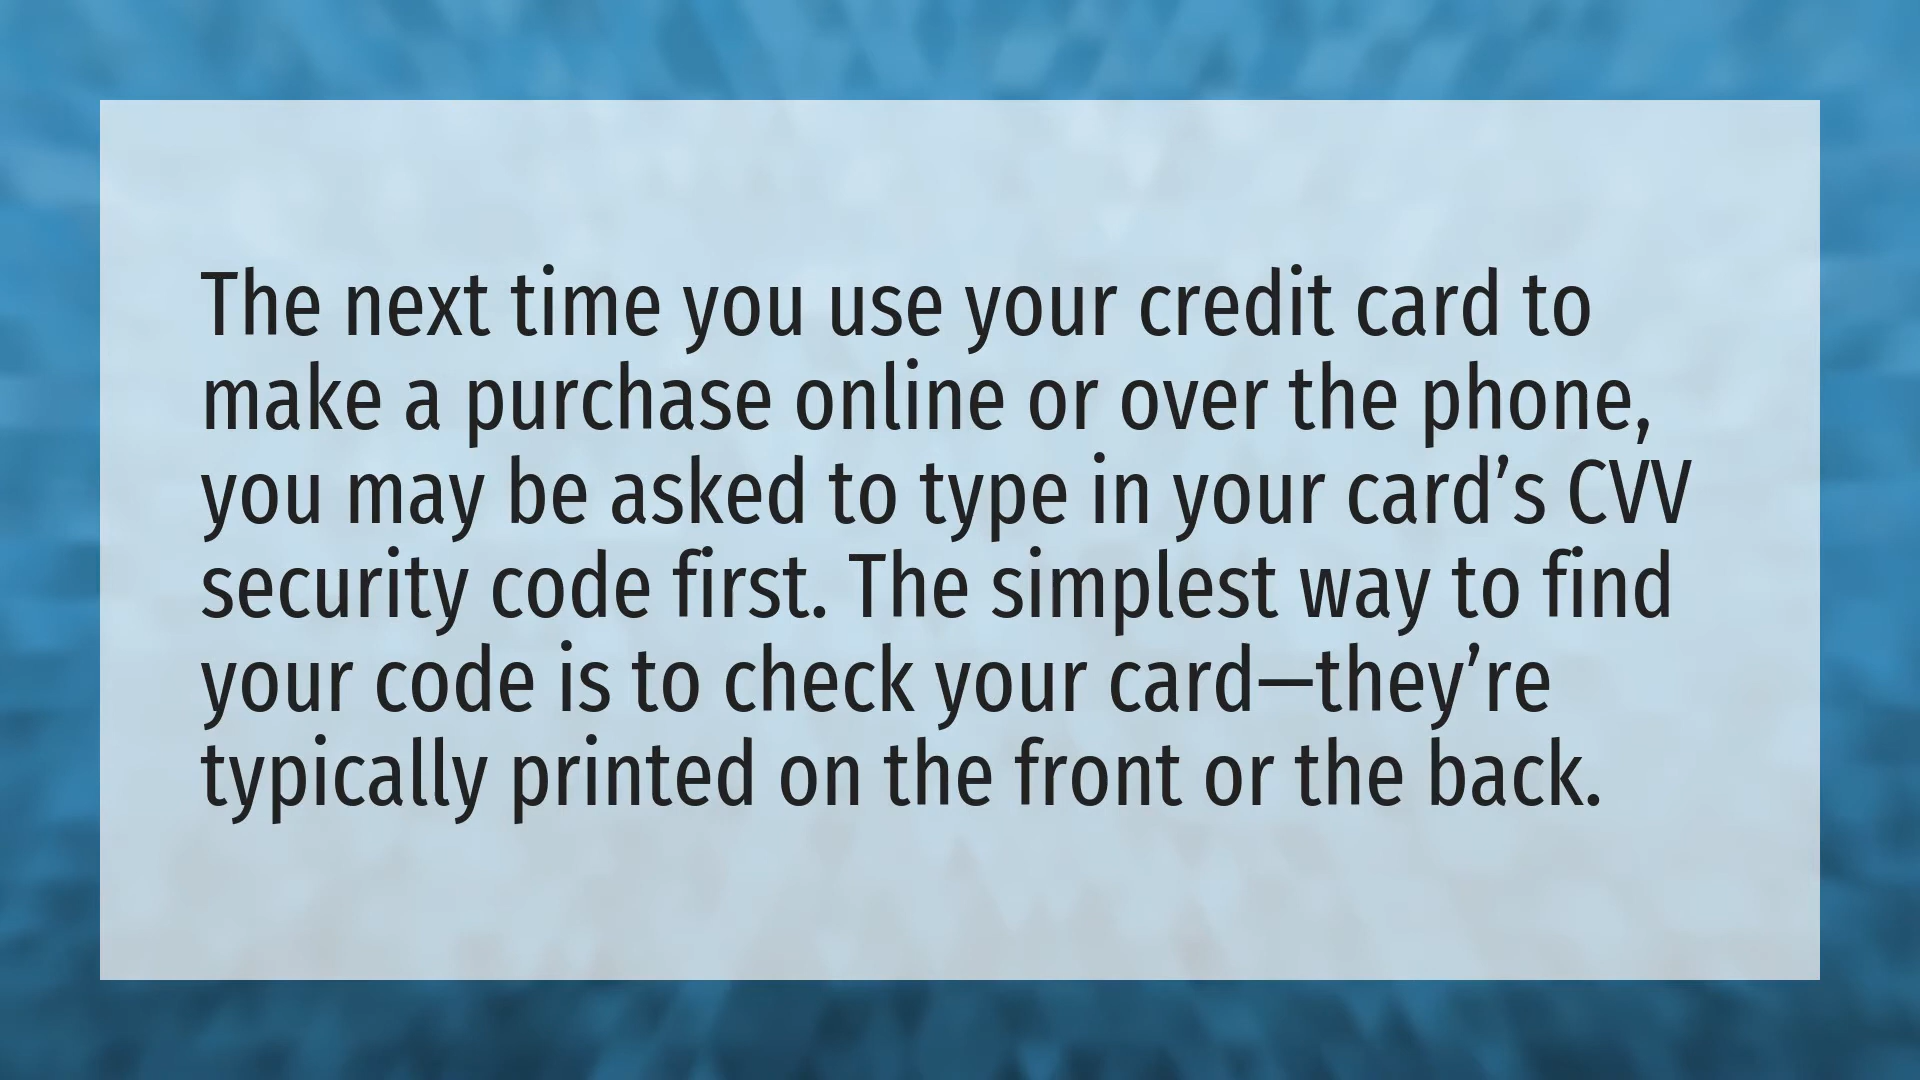 The next time you use your credit card to
make a purchase online or over the phone,
you may be asked to type in your card’s CVV
security code first. The simplest way to find
your code is to check your card—they’re
typically printed on the front or the back.